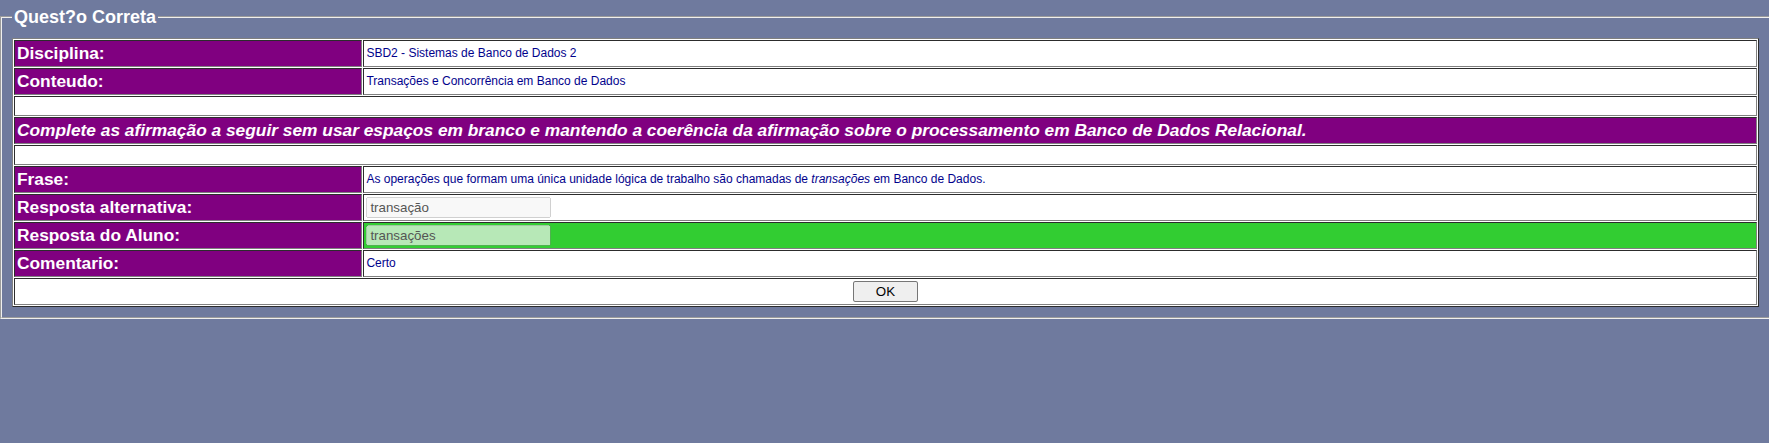 Quest?o Correta
Disciplina: SBD2 - Sistemas de Banco de Dados 2
Conteudo: Transações e Concorrência em Banco de Dados
Complete as afirmação a seguir sem usar espaços em branco e mantendo a coerência da afirmação sobre o processamento em Banco de Dados Relacional.
Frase: As operações que formam uma única unidade lógica de trabalho são chamadas de transações em Banco de Dados.
Resposta alternativa: transação
Resposta do Aluno: transações
Comentario: Certo
OK